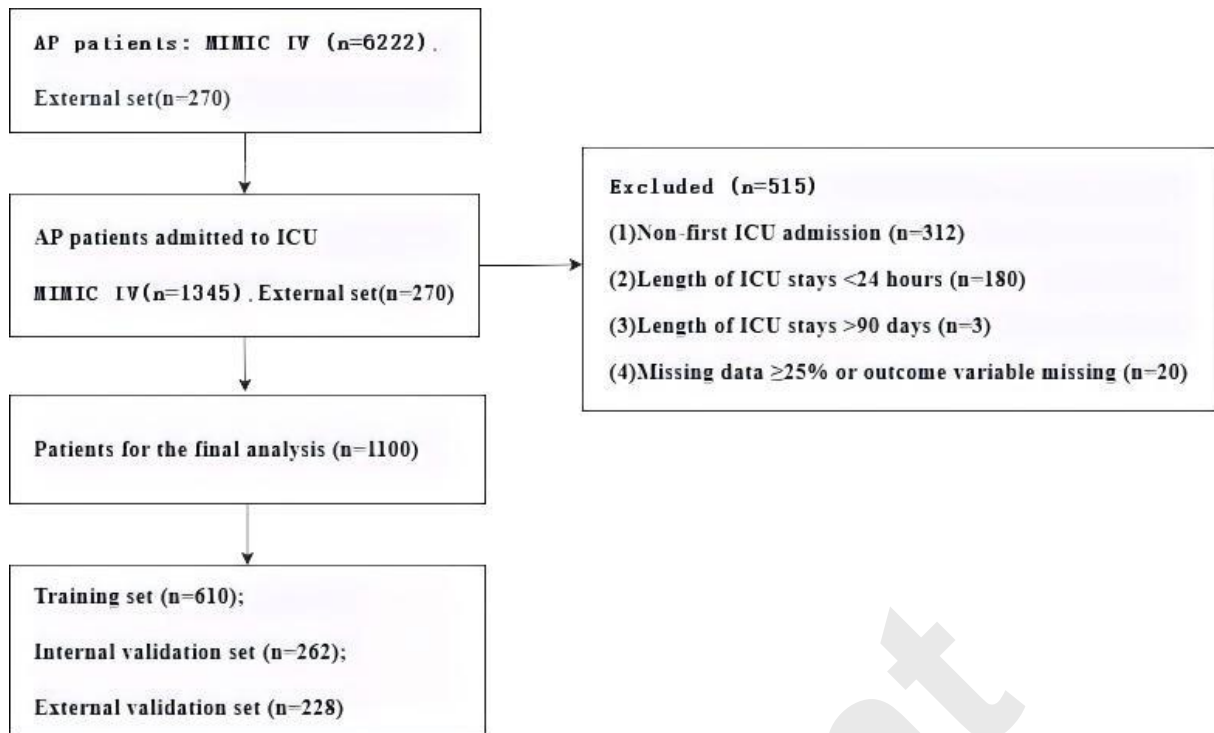 AP patients: MIMIC IV (n=6222).
External set(n=270)
AP patients admitted to ICU
MIMIC IV(n=1345). External set(n=270)
Excluded (n=515)
(1)Non-first ICU admission (n=312)
(2)Length of ICU stays <24 hours (n=180)
(3)Length of ICU stays >90 days (n=3)
(4)Missing data ≥25% or outcome variable missing (n=20)
Patients for the final analysis (n=1100)
Training set (n=610);
Internal validation set (n=262);
External validation set (n=228)